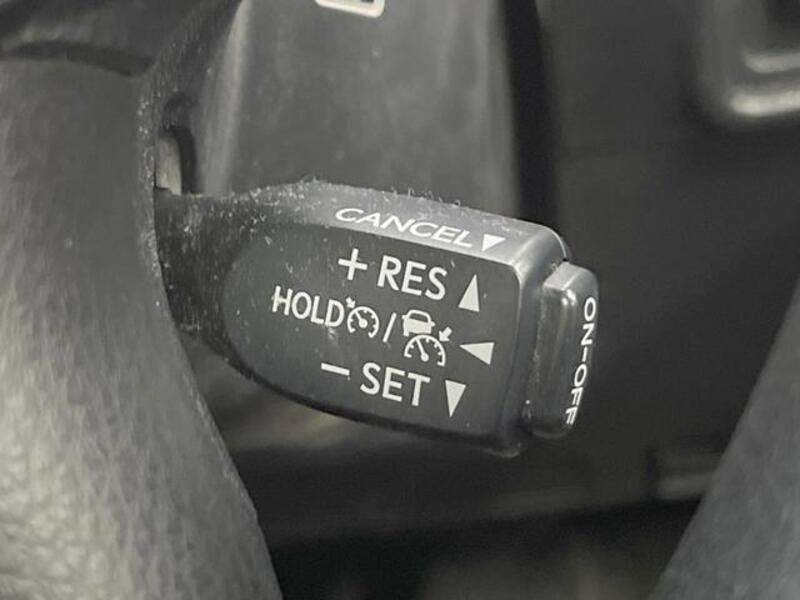 CANCEL▼
+ RES ▲
HOLD / ◀
− SET ▼
ON-OFF